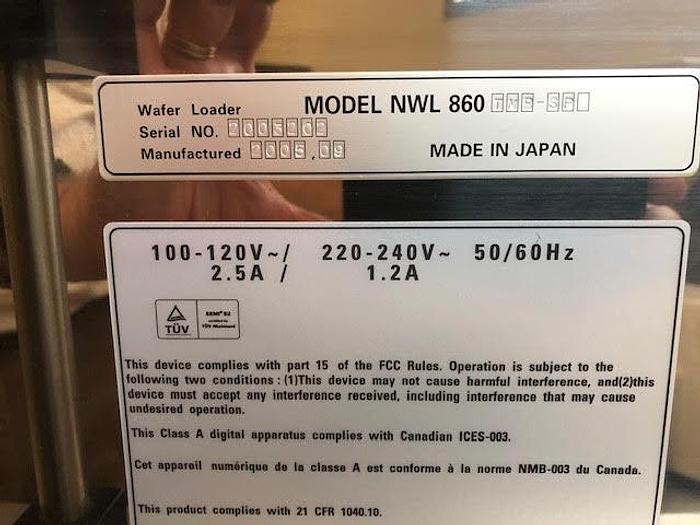 Wafer Loader MODEL NWL 860 TMB-SP
Serial NO. 2005202
Manufactured 2005.09 MADE IN JAPAN
100-120V~/ 220-240V~ 50/60Hz
2.5A / 1.2A
TÜV
This device complies with part 15 of the FCC Rules. Operation is subject to the
following two conditions : (1)This device may not cause harmful interference, and(2)this
device must accept any interference received, including interference that may cause
undesired operation.
This Class A digital apparatus complies with Canadian ICES-003.
Cet appareil numérique de la classe A est conforme à la norme NMB-003 du Canada.
This product complies with 21 CFR 1040.10.